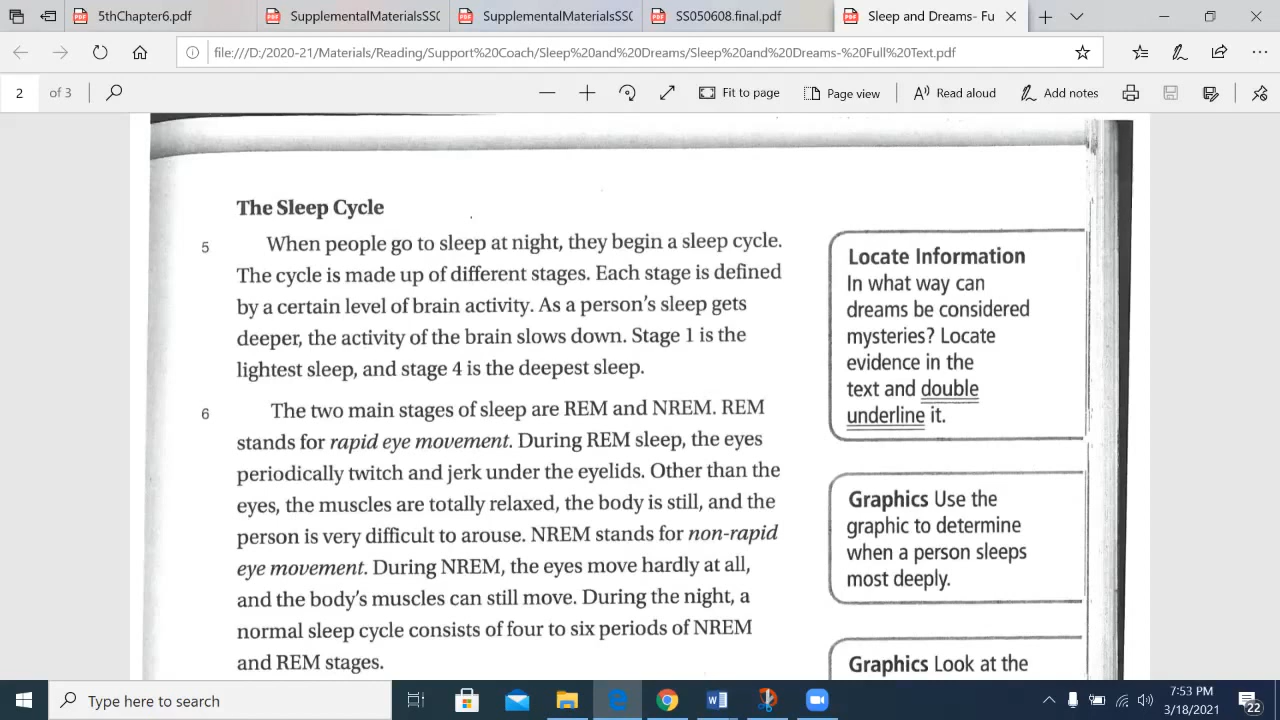 5thChapter6.pdf
SupplementalMaterialsSSC
SupplementalMaterialsSSC
SS050608.final.pdf
Sleep and Dreams- Fu
file:///D:/2020-21/Materials/Reading/Support%20Coach/Sleep%20and%20Dreams/Sleep%20and%20Dreams-%20Full%20Text.pdf
2 of 3
Fit to page
Page view
Read aloud
Add notes
The Sleep Cycle
5 When people go to sleep at night, they begin a sleep cycle.
The cycle is made up of different stages. Each stage is defined
by a certain level of brain activity. As a person's sleep gets
deeper, the activity of the brain slows down. Stage 1 is the
lightest sleep, and stage 4 is the deepest sleep.
6 The two main stages of sleep are REM and NREM. REM
stands for rapid eye movement. During REM sleep, the eyes
periodically twitch and jerk under the eyelids. Other than the
eyes, the muscles are totally relaxed, the body is still, and the
person is very difficult to arouse. NREM stands for non-rapid
eye movement. During NREM, the eyes move hardly at all,
and the body's muscles can still move. During the night, a
normal sleep cycle consists of four to six periods of NREM
and REM stages.
Locate Information
In what way can
dreams be considered
mysteries? Locate
evidence in the
text and double
underline it.
Graphics Use the
graphic to determine
when a person sleeps
most deeply.
Graphics Look at the
Type here to search
7:53 PM
3/18/2021
22